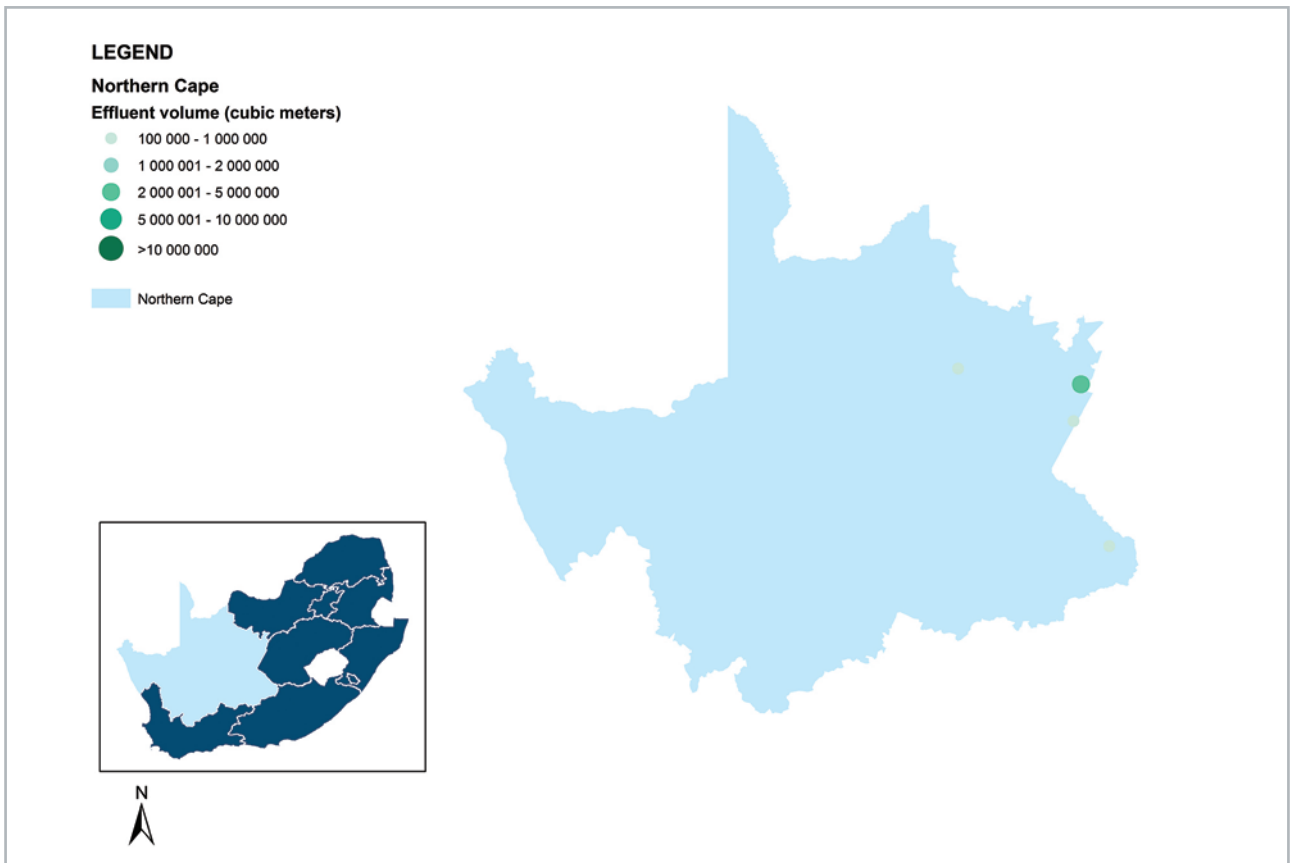 LEGEND
Northern Cape
Effluent volume (cubic meters)
100 000 - 1 000 000
1 000 001 - 2 000 000
2 000 001 - 5 000 000
5 000 001 - 10 000 000
>10 000 000
Northern Cape
N